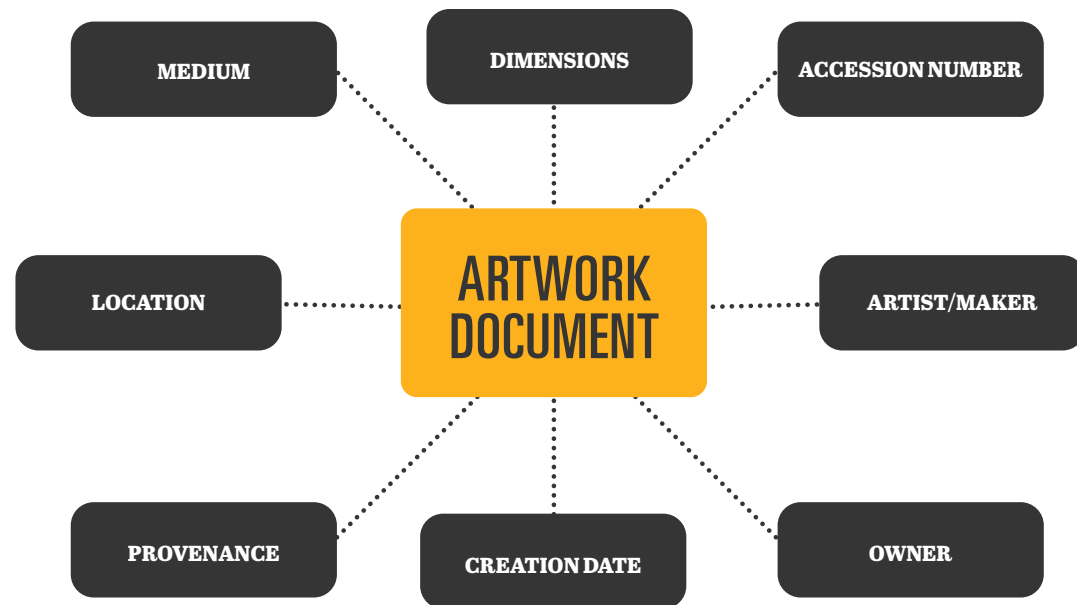 MEDIUM
DIMENSIONS
ACCESSION NUMBER
ARTWORK
DOCUMENT
LOCATION
ARTIST/MAKER
PROVENANCE
CREATION DATE
OWNER